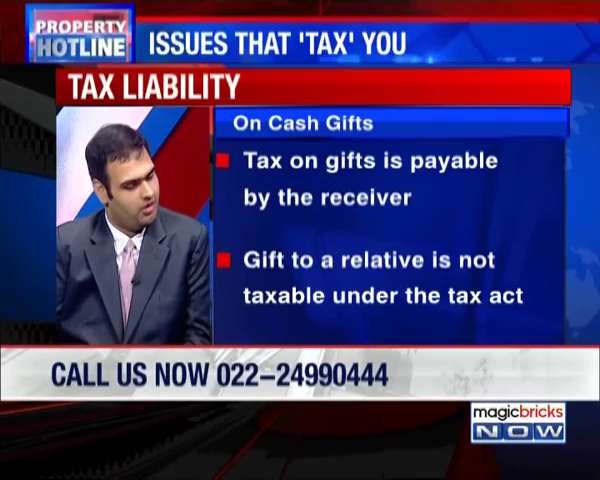 PROPERTY
HOTLINE
ISSUES THAT 'TAX' YOU
TAX LIABILITY
On Cash Gifts
Tax on gifts is payable
by the receiver
Gift to a relative is not
taxable under the tax act
CALL US NOW 022–24990444
magicbricks
NOW